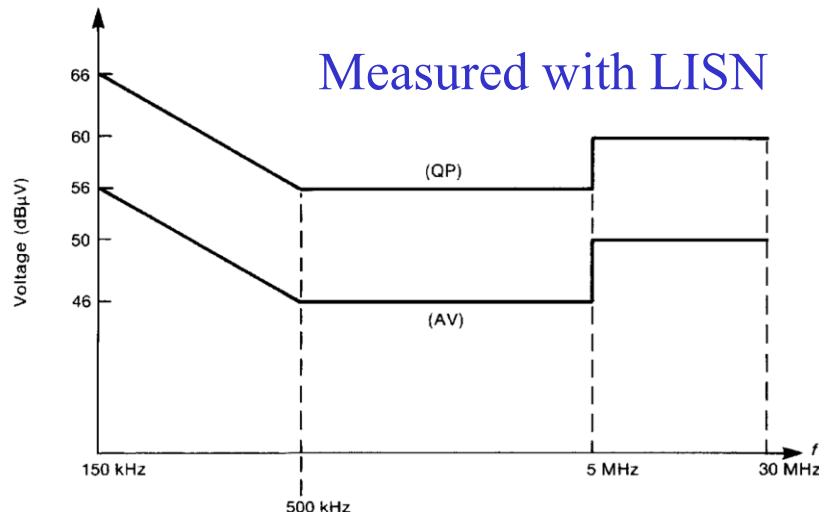 Measured with LISN
66
60
(QP)
56
50
46
(AV)
Voltage (dBµV)
f
150 kHz
5 MHz
30 MHz
500 kHz